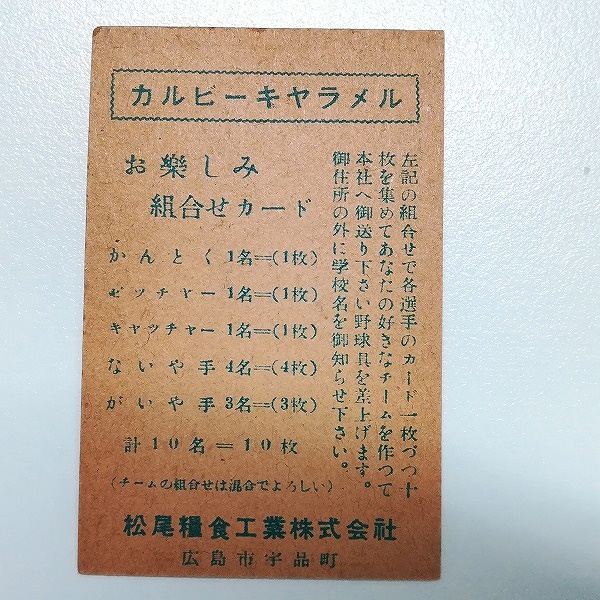 カルビーキヤラメル
お楽しみ
組合せカード
左記の組合せで各選手のカード一枚づつ十
枚を集めてあなたの好きなチームを作つて
本社へ御送り下さい野球具を差上げます。
御住所の外に学校名を御知らせ下さい。
かんとく 1名=(1枚)
ピッチャー 1名=(1枚)
キャッチャー 1名=(1枚)
ないや手 4名=(4枚)
がいや手 3名=(3枚)
計10名=10枚
(チームの組合せは混合でよろしい)
松尾糧食工業株式会社
広島市宇品町